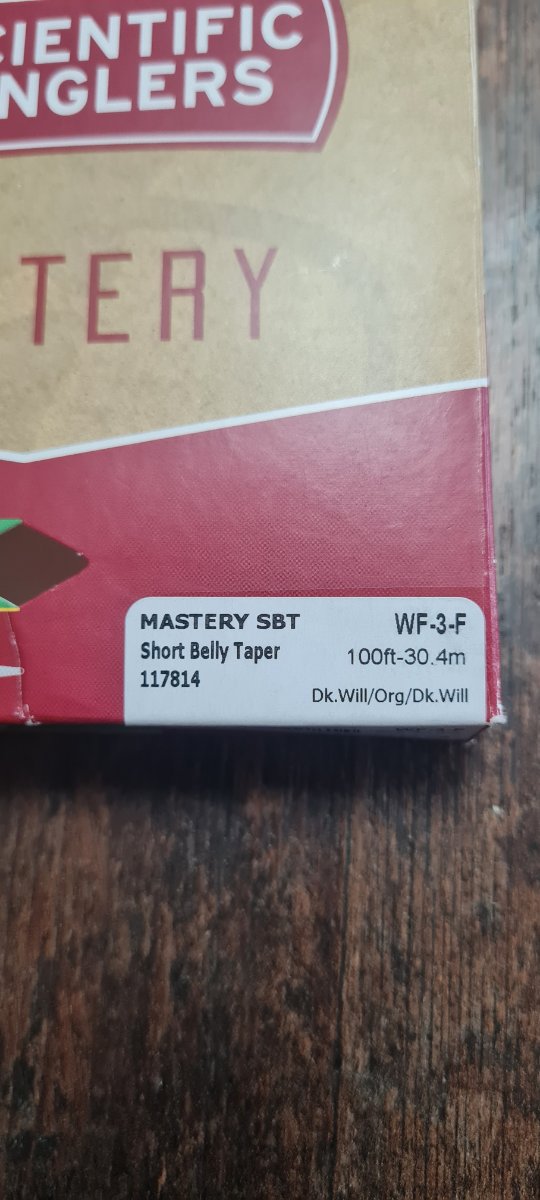 CIENTIFIC
NGLERS
TERY
MASTERY SBT
WF-3-F
Short Belly Taper
100ft-30.4m
117814
Dk.Will/Org/Dk.Will